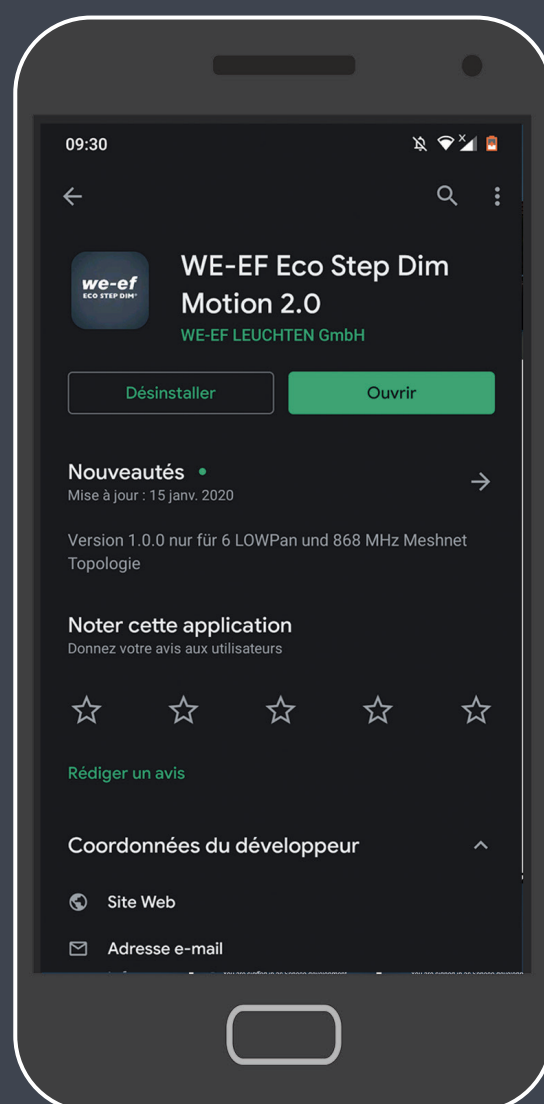 09:30
we-ef
ECO STEP DIM®
WE-EF Eco Step Dim
Motion 2.0
WE-EF LEUCHTEN GmbH
Désinstaller
Ouvrir
Nouveautés
Mise à jour : 15 janv. 2020
Version 1.0.0 nur für 6 LOWPan und 868 MHz Meshnet
Topologie
Noter cette application
Donnez votre avis aux utilisateurs
Rédiger un avis
Coordonnées du développeur
Site Web
Adresse e-mail